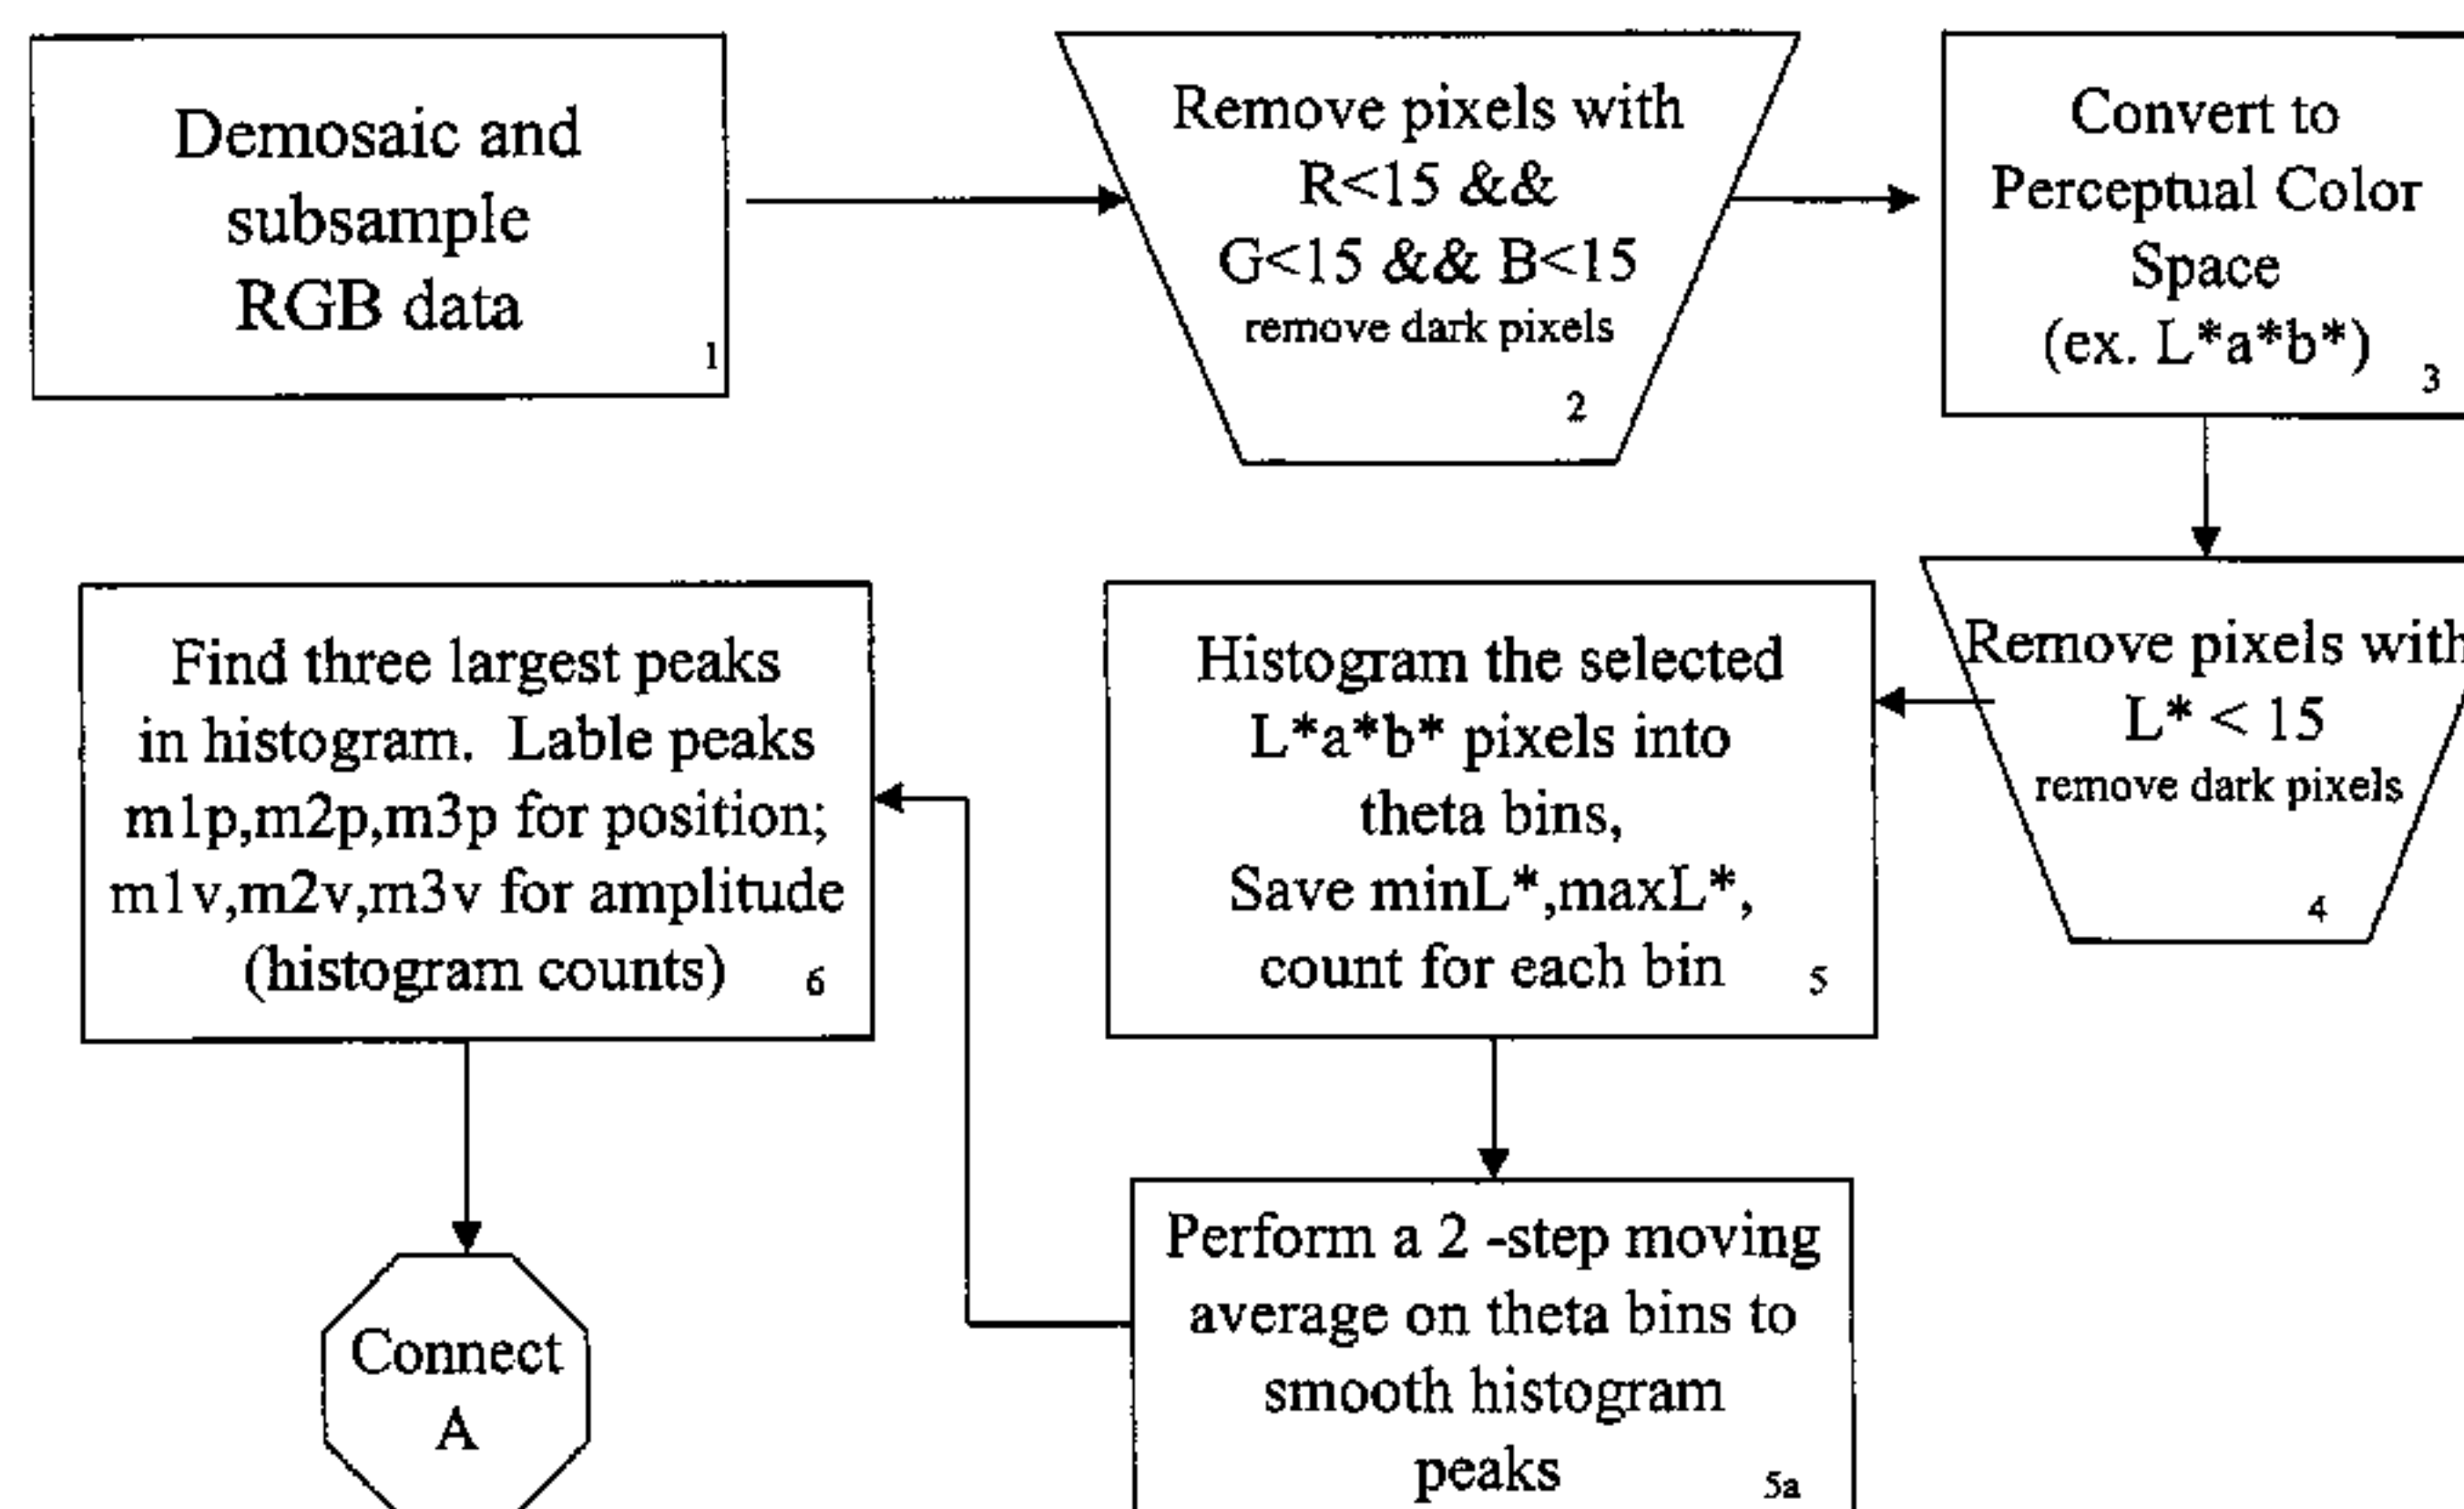 Demosaic and
subsample
RGB data
1
Remove pixels with
R<15 &&
G<15 && B<15
remove dark pixels
2
Convert to
Perceptual Color
Space
(ex. L*a*b*)
3
Remove pixels with
L* < 15
remove dark pixels
4
Histogram the selected
L*a*b* pixels into
theta bins,
Save minL*,maxL*,
count for each bin
5
Perform a 2 -step moving
average on theta bins to
smooth histogram
peaks
5a
Find three largest peaks
in histogram.  Lable peaks
m1p,m2p,m3p for position;
m1v,m2v,m3v for amplitude
(histogram counts)
6
Connect
A